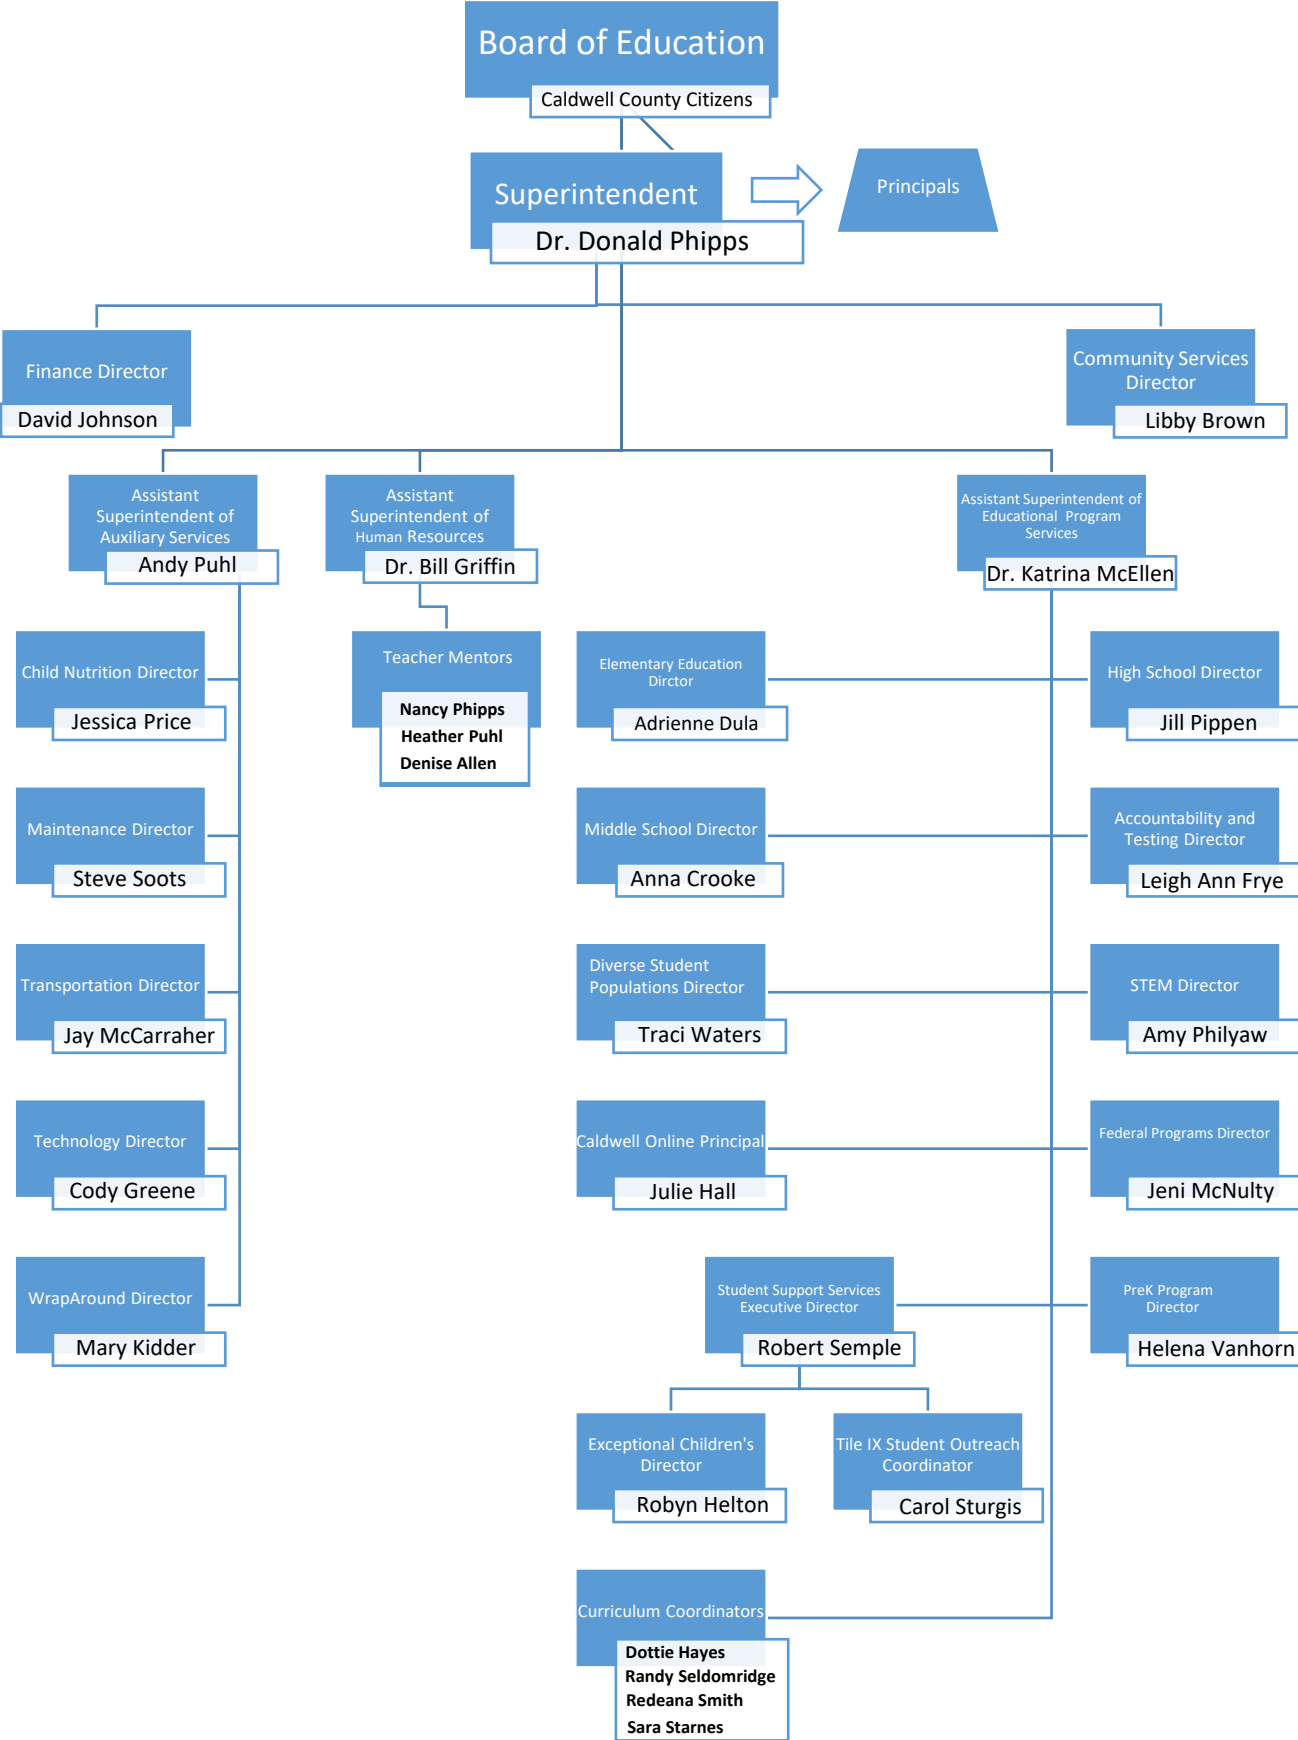 Board of Education
Caldwell County Citizens
Superintendent
Dr. Donald Phipps
Principals
Finance Director
David Johnson
Community Services
Director
Libby Brown
Assistant
Superintendent of
Auxiliary Services
Andy Puhl
Assistant
Superintendent of
Human Resources
Dr. Bill Griffin
Assistant Superintendent of
Educational Program
Services
Dr. Katrina McEllen
Child Nutrition Director
Jessica Price
Teacher Mentors
Nancy Phipps
Heather Puhl
Denise Allen
Elementary Education
Dirctor
Adrienne Dula
High School Director
Jill Pippen
Maintenance Director
Steve Soots
Middle School Director
Anna Crooke
Accountability and
Testing Director
Leigh Ann Frye
Transportation Director
Jay McCarraher
Diverse Student
Populations Director
Traci Waters
STEM Director
Amy Philyaw
Technology Director
Cody Greene
Caldwell Online Principal
Julie Hall
Federal Programs Director
Jeni McNulty
WrapAround Director
Mary Kidder
Student Support Services
Executive Director
Robert Semple
PreK Program
Director
Helena Vanhorn
Exceptional Children's
Director
Robyn Helton
Tile IX Student Outreach
Coordinator
Carol Sturgis
Curriculum Coordinators
Dottie Hayes
Randy Seldomridge
Redeana Smith
Sara Starnes